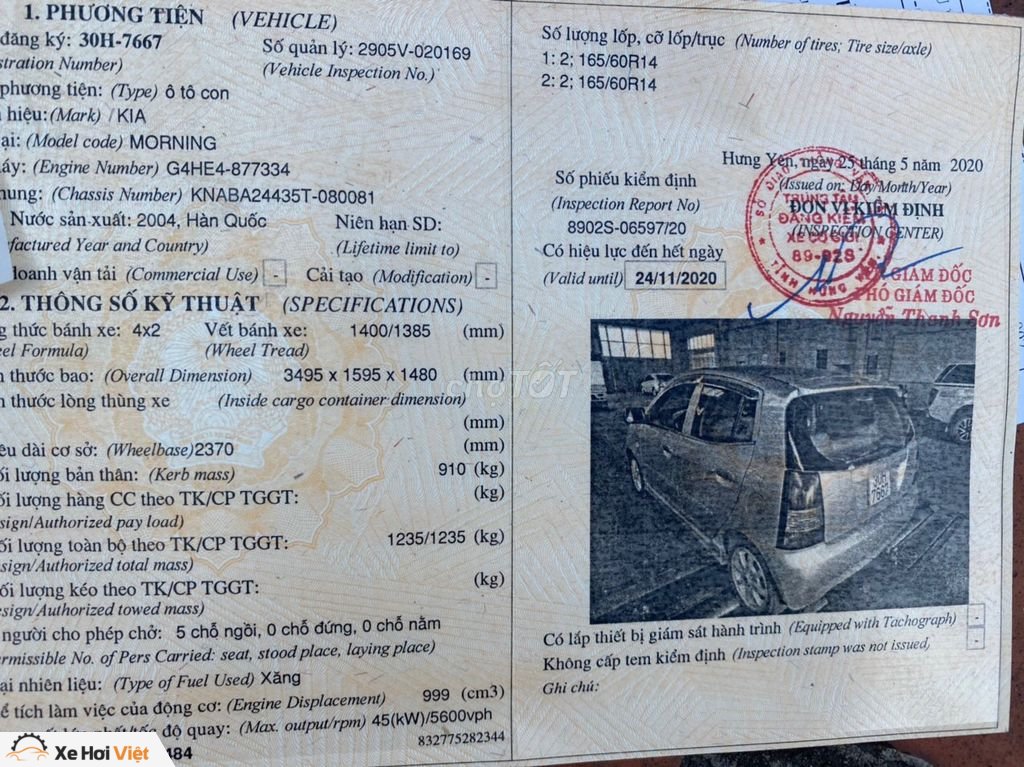 1. PHƯƠNG TIỆN (VEHICLE)
đăng ký: 30H-7667
Số quản lý: 2905V-020169
stration Number)
(Vehicle Inspection No.)
phương tiện: (Type) ô tô con
hiệu:(Mark) KIA
ại: (Model code) MORNING
áy: (Engine Number) G4HE4-877334
hung: (Chassis Number) KNABA24435T-080081
Nước sản xuất: 2004, Hàn Quốc
Niên hạn SD:
factured Year and Country)
(Lifetime limit to)
doanh vận tải (Commercial Use) -
Cải tạo (Modification) -
2. THÔNG SỐ KỸ THUẬT (SPECIFICATIONS)
g thức bánh xe: 4x2
Vết bánh xe: 1400/1385 (mm)
eel Formula)
(Wheel Tread)
h thước bao: (Overall Dimension) 3495 x 1595 x 1480 (mm)
h thước lòng thùng xe (Inside cargo container dimension)
(mm)
iều dài cơ sở: (Wheelbase)2370 (mm)
ối lượng bản thân: (Kerb mass) 910 (kg)
ối lượng hàng CC theo TK/CP TGGT: (kg)
sign/Authorized pay load)
ối lượng toàn bộ theo TK/CP TGGT: 1235/1235 (kg)
sign/Authorized total mass)
ối lượng kéo theo TK/CP TGGT: (kg)
esign/Authorized towed mass)
người cho phép chở: 5 chỗ ngồi, 0 chỗ đứng, 0 chỗ nằm
ermissible No. of Pers Carried: seat, stood place, laying place)
ại nhiên liệu: (Type of Fuel Used) Xăng
ể tích làm việc của động cơ: (Engine Displacement) 999 (cm3)
độ quay: (Max. output/rpm) 45(kW)/5600vph
832775282344
484
Xe Hơi Việt
Số lượng lốp, cỡ lốp/trục (Number of tires; Tire size/axle)
1: 2; 165/60R14
2: 2; 165/60R14
Hưng Yên, ngày 25 tháng 5 năm 2020
(Issued on: Day/Month/Year)
Số phiếu kiểm định
(Inspection Report No)
8902S-06597/20
ĐƠN VỊ KIỂM ĐỊNH
(INSPECTION CENTER)
Có hiệu lực đến hết ngày
(Valid until) 24/11/2020
TRUNG TÂM
ĐĂNG KIỂM
XE CƠ GIỚI
89-02S
TỈNH HƯNG
GIÁM ĐỐC
PHÓ GIÁM ĐỐC
Nguyễn Thanh Sơn
CHỢ TỐT
30H
7667
Có lắp thiết bị giám sát hành trình (Equipped with Tachograph) -
Không cấp tem kiểm định (Inspection stamp was not issued) -
Ghi chú: